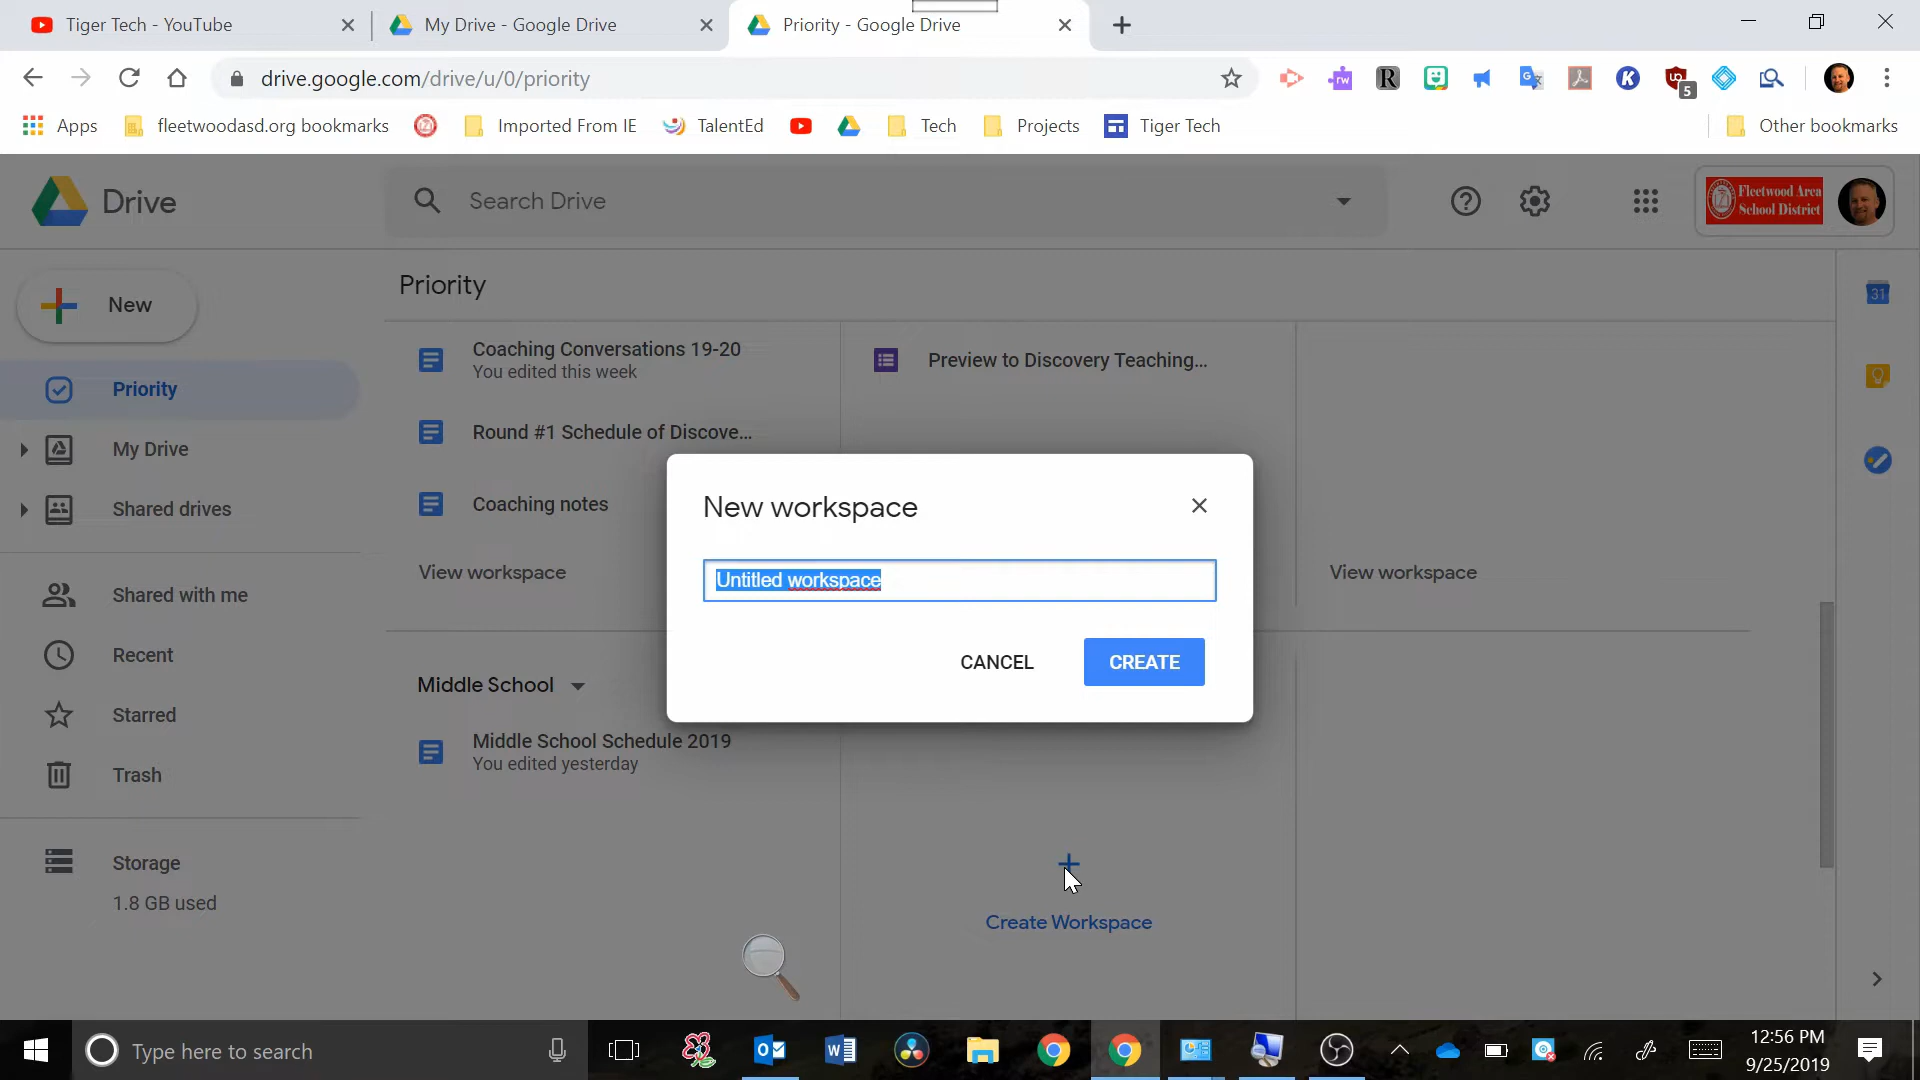 Tiger Tech - YouTube
My Drive - Google Drive
Priority - Google Drive
drive.google.com/drive/u/0/priority
rw
R
K
5
Apps
fleetwoodasd.org bookmarks
Imported From IE
TalentEd
Tech
Projects
Tiger Tech
Other bookmarks
Drive
Search Drive
Fleetwood Area
School District
New
Priority
31
Coaching Conversations 19-20
You edited this week
Preview to Discovery Teaching...
Priority
Round #1 Schedule of Discove...
My Drive
Coaching notes
Shared drives
New workspace
View workspace
Untitled workspace
View workspace
Shared with me
CANCEL
CREATE
Recent
Middle School
Starred
Middle School Schedule 2019
You edited yesterday
Trash
Storage
1.8 GB used
Create Workspace
Type here to search
12:56 PM
9/25/2019